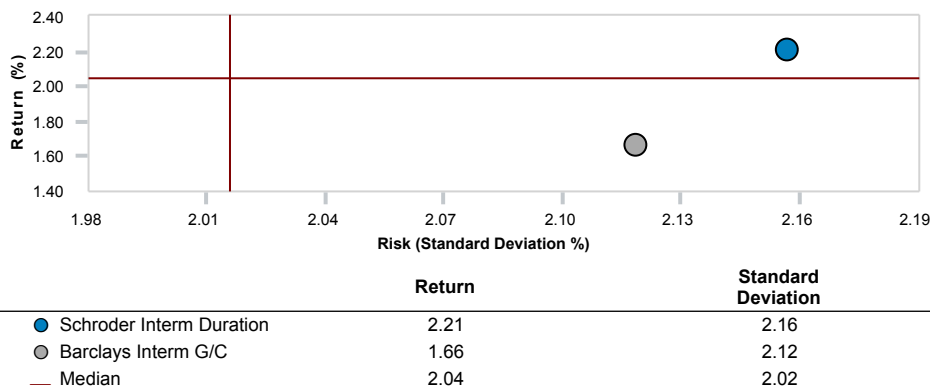 2.40
2.20
2.00
1.80
1.60
1.40
Return (%)
1.98 2.01 2.04 2.07 2.10 2.13 2.16 2.19
Risk (Standard Deviation %)
Return Standard Deviation
Schroder Interm Duration 2.21 2.16
Barclays Interm G/C 1.66 2.12
Median 2.04 2.02